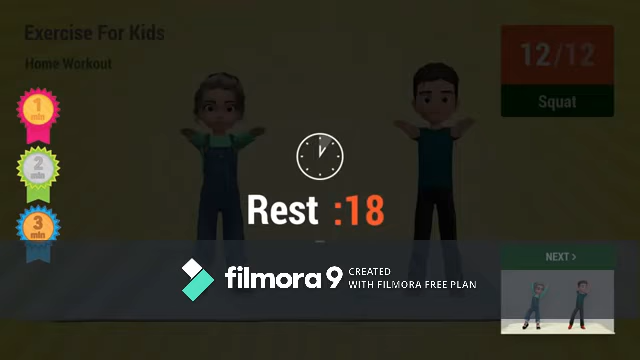 Exercise For Kids
Home Workout
12/12
Squat
1
min
2
min
3
min
Rest :18
NEXT >
filmora 9 CREATED
WITH FILMORA FREE PLAN